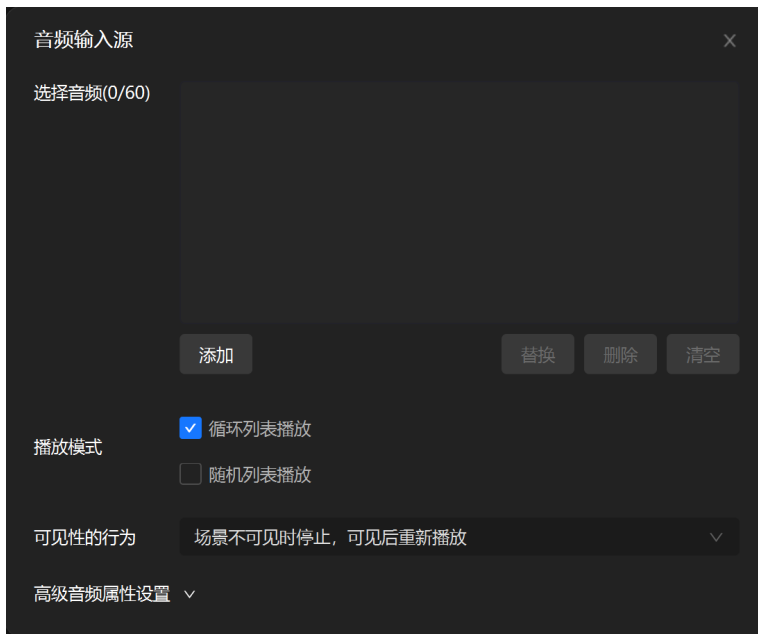 音频输入源
选择音频(0/60)
添加
替换
删除
清空
播放模式
循环列表播放
随机列表播放
可见性的行为
场景不可见时停止，可见后重新播放
高级音频属性设置